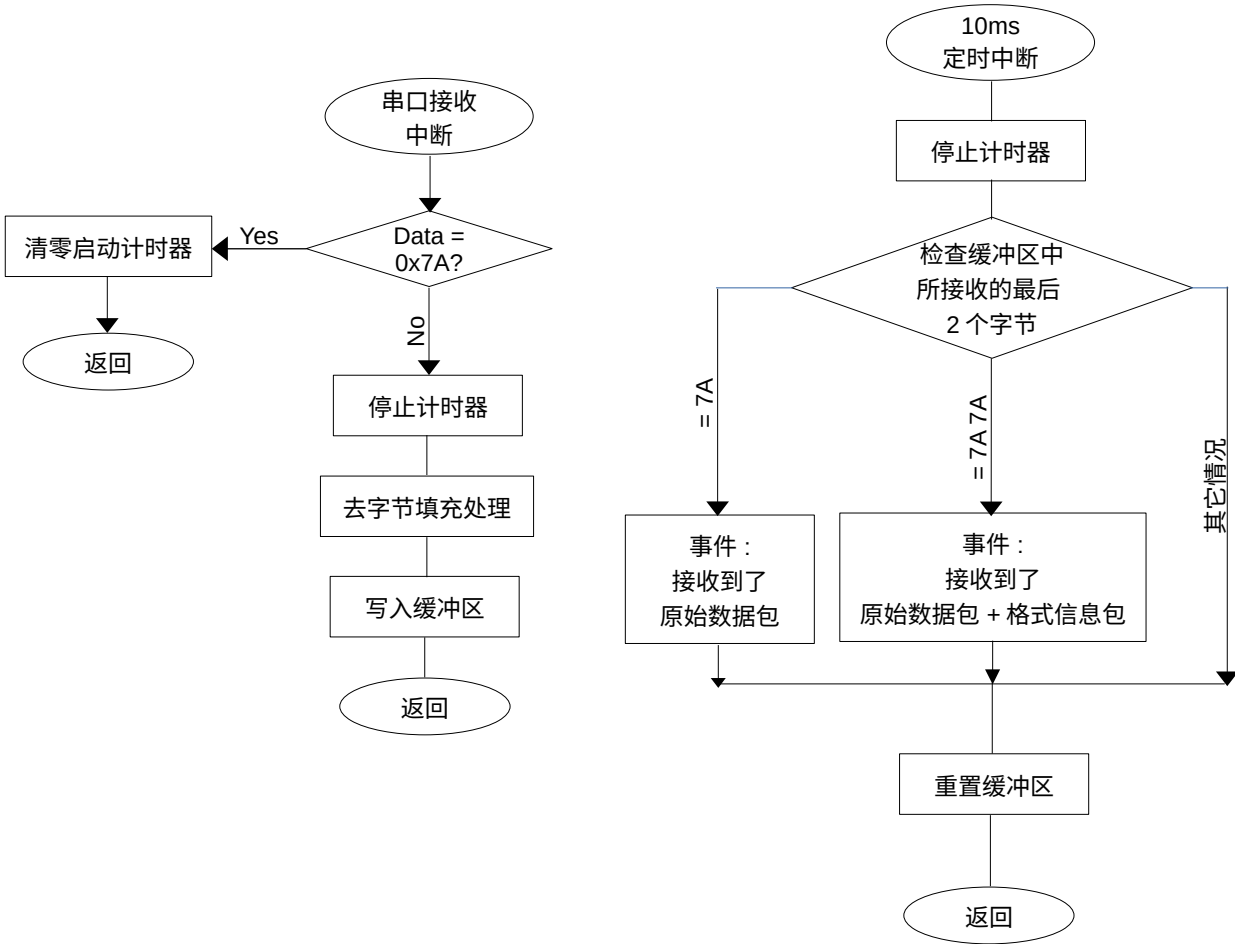 串口接收
中断
Data =
0x7A?
Yes
清零启动计时器
返回
No
停止计时器
去字节填充处理
写入缓冲区
返回
10ms
定时中断
停止计时器
检查缓冲区中
所接收的最后
2 个字节
= 7A
= 7A 7A
其它情况
事件 :
接收到了
原始数据包
事件 :
接收到了
原始数据包 + 格式信息包
重置缓冲区
返回